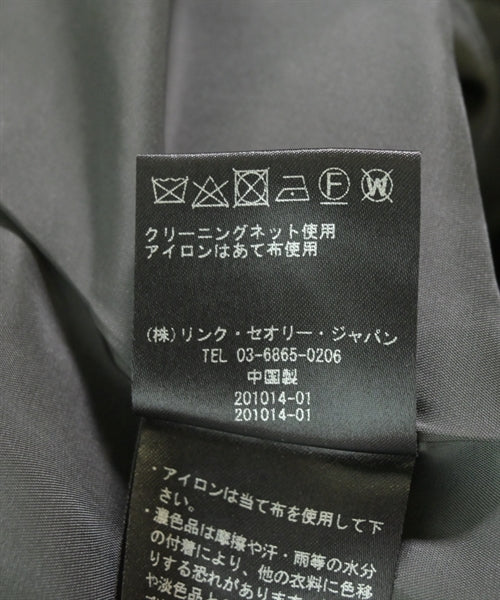 F W
クリーニングネット使用
アイロンはあて布使用
(株)リンク・セオリー・ジャパン
TEL 03-6865-0206
中国製
201014-01
201014-01
・アイロンは当て布を使用して下
さい。
・濃色品は摩擦や汗・雨等の水分
の付着により、他の衣料に色移
りする恐れがあります
や淡色品と